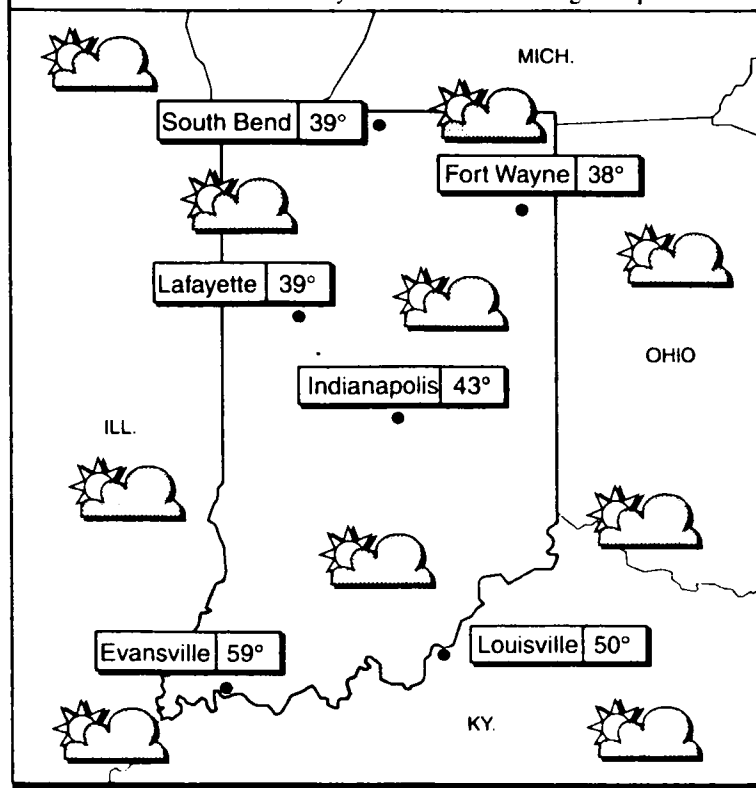 MICH.
South Bend 39°
Fort Wayne 38°
Lafayette 39°
OHIO
Indianapolis 43°
ILL.
Evansville 59°
Louisville 50°
KY.